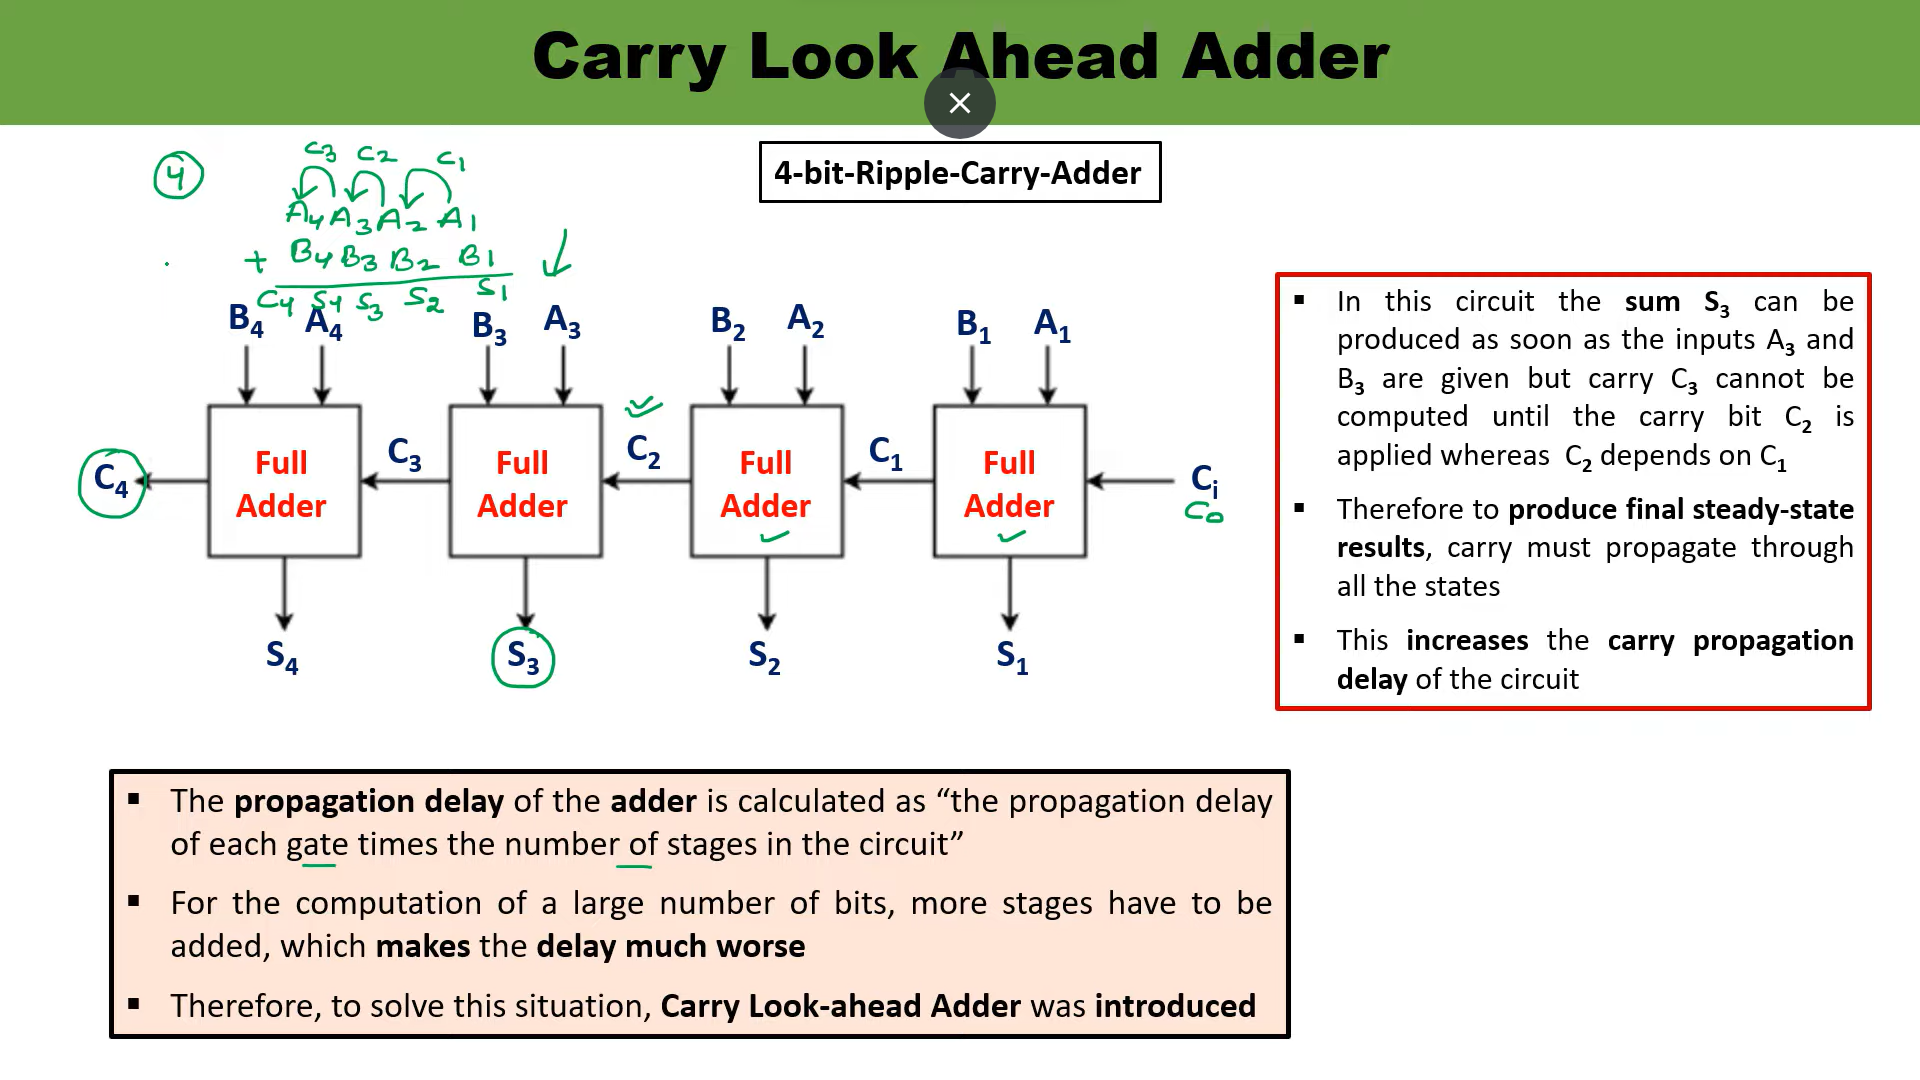 Carry Look Ahead Adder
4-bit-Ripple-Carry-Adder
4
C3 C2 C1
A4 A3 A2 A1
+ B4 B3 B2 B1
C4 S4 S3 S2 S1
B4 A4 B3 A3 B2 A2 B1 A1
C4 Full Adder C3 Full Adder C2 Full Adder C1 Full Adder Ci
C0
S4 S3 S2 S1
▪ In this circuit the sum S3 can be
produced as soon as the inputs A3 and
B3 are given but carry C3 cannot be
computed until the carry bit C2 is
applied whereas C2 depends on C1
▪ Therefore to produce final steady-state
results, carry must propagate through
all the states
▪ This increases the carry propagation
delay of the circuit
▪ The propagation delay of the adder is calculated as “the propagation delay
of each gate times the number of stages in the circuit”
▪ For the computation of a large number of bits, more stages have to be
added, which makes the delay much worse
▪ Therefore, to solve this situation, Carry Look-ahead Adder was introduced